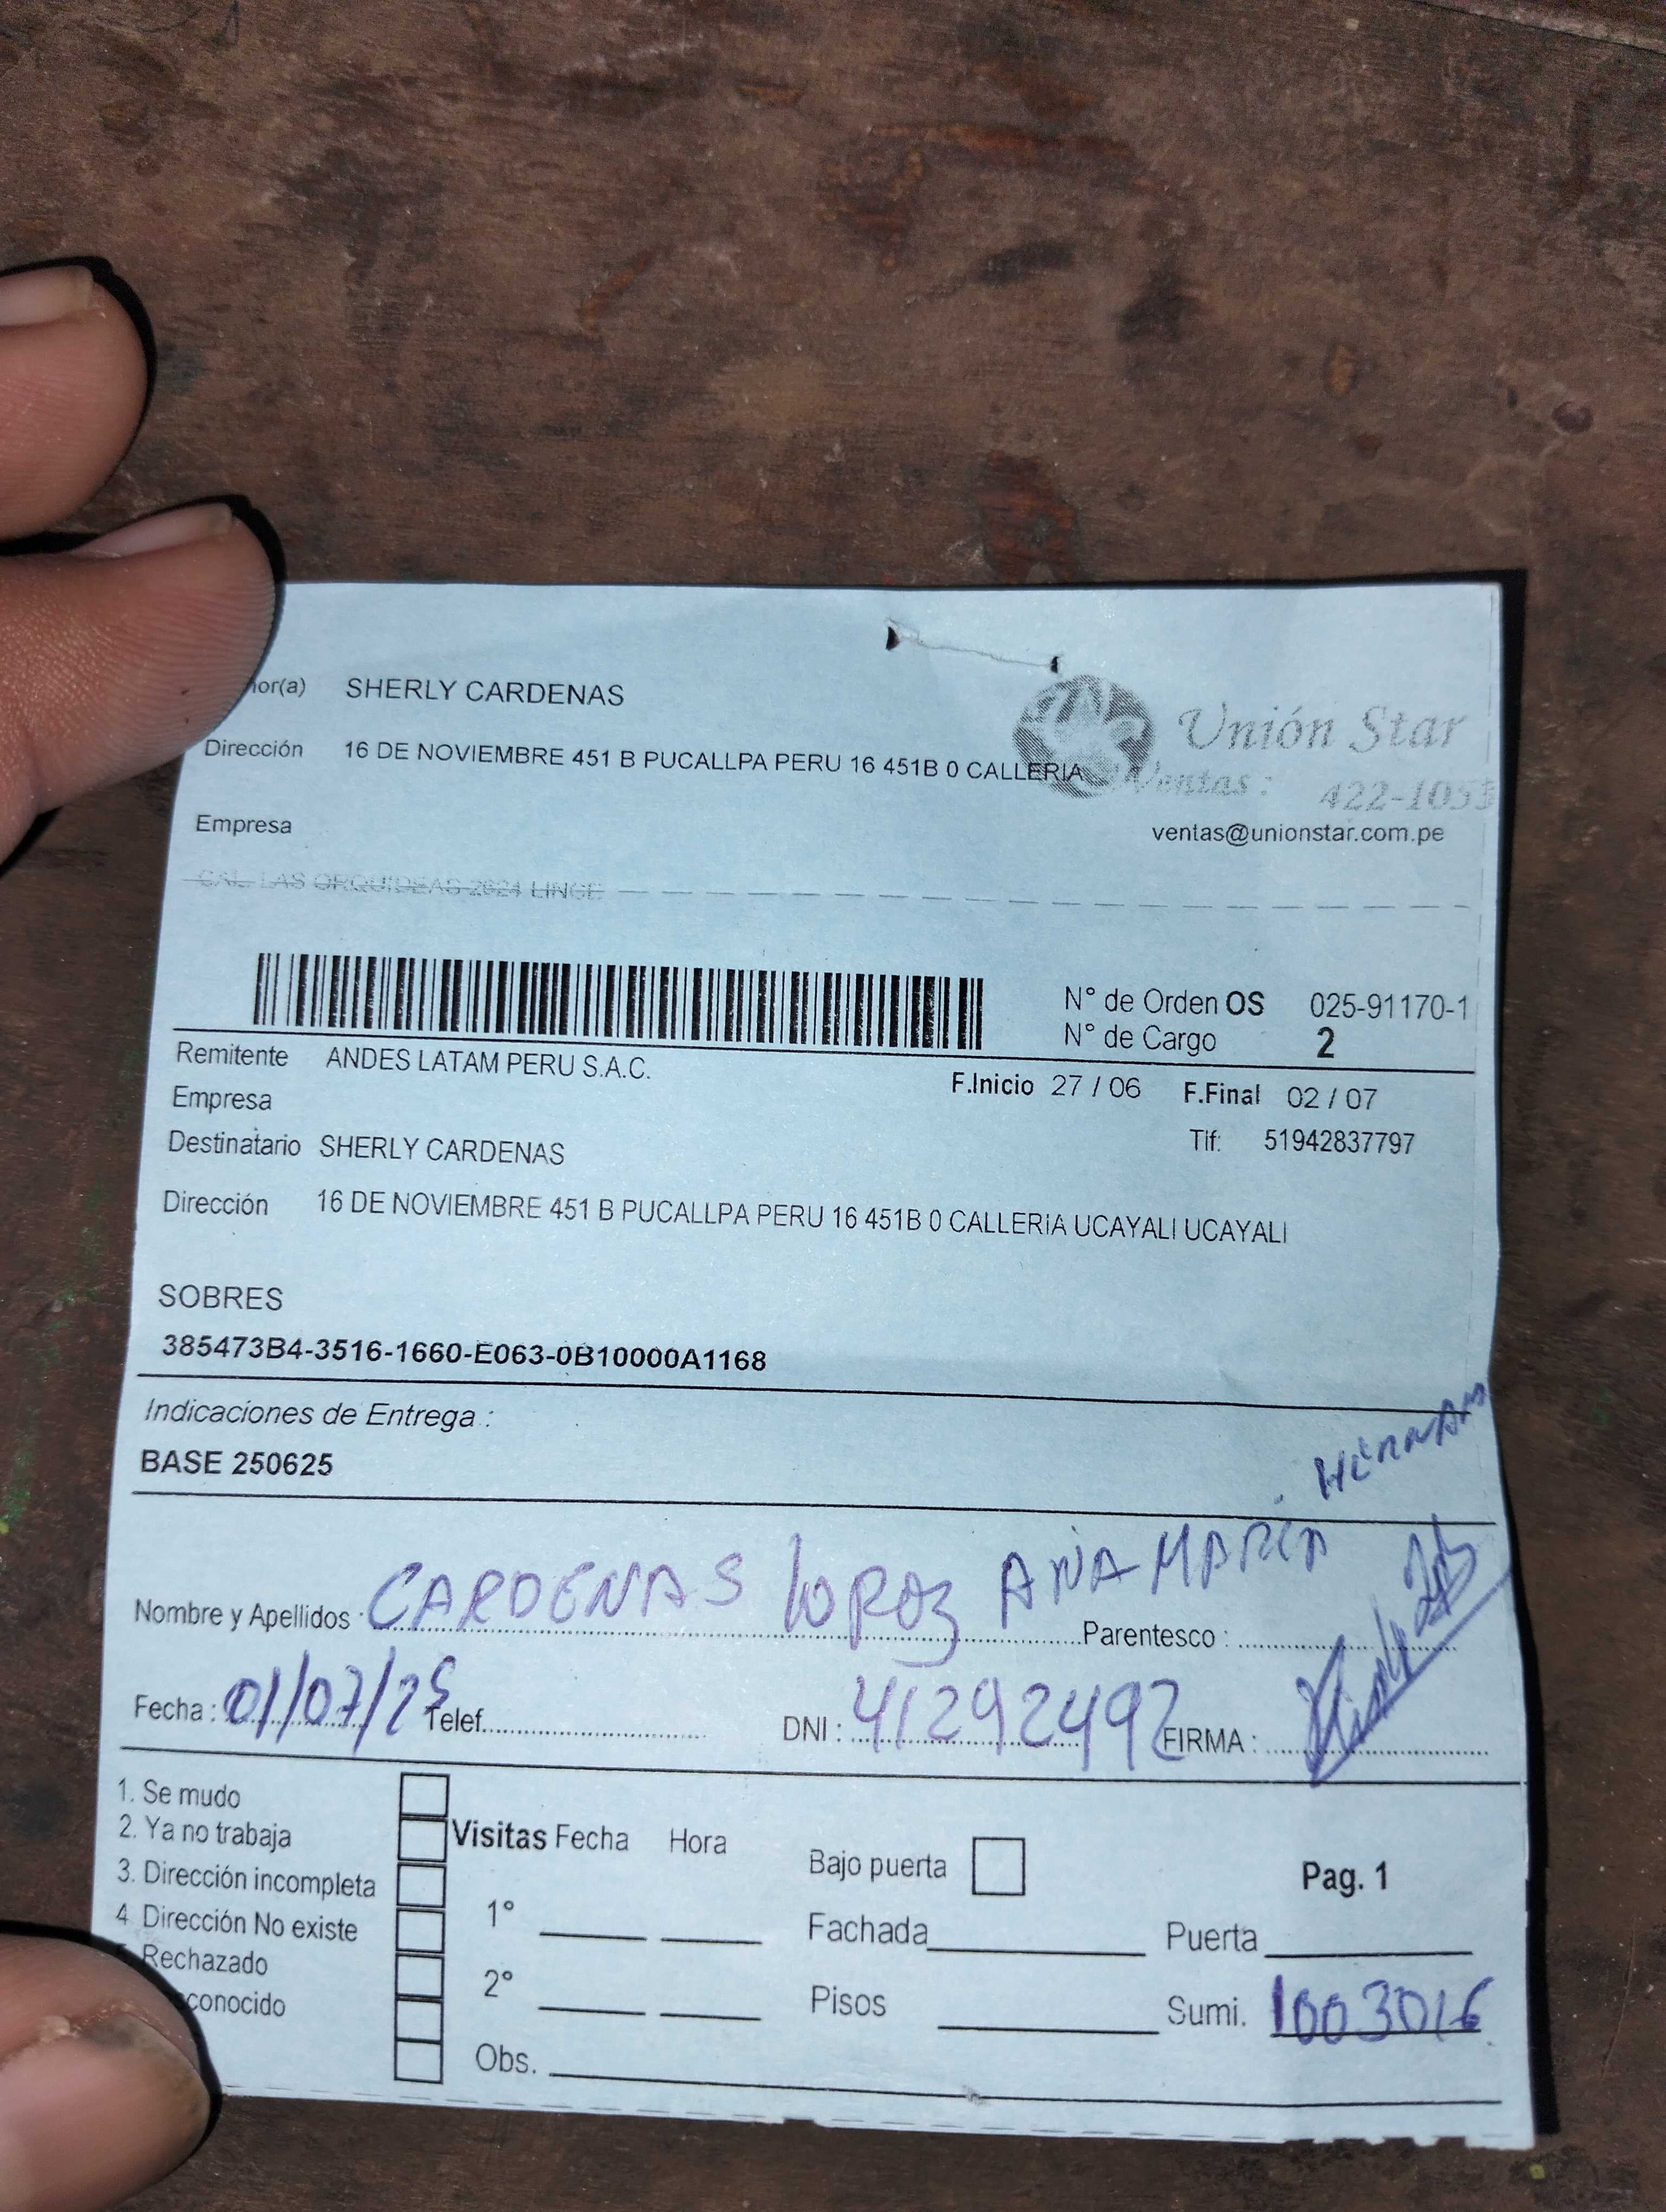 or(a) SHERLY CARDENAS
Dirección 16 DE NOVIEMBRE 451 B PUCALLPA PERU 16 451B 0 CALLERIA
Unión Star
Ventas: 422-1053
Empresa
ventas@unionstar.com.pe
CAL. LAS ORQUIDEAS 2624 LINCE
N° de Orden OS 025-91170-1
N° de Cargo 2
Remitente ANDES LATAM PERU S.A.C.
F.Inicio 27 / 06 F.Final 02 / 07
Empresa
Destinatario SHERLY CARDENAS
Tlf: 51942837797
Dirección 16 DE NOVIEMBRE 451 B PUCALLPA PERU 16 451B 0 CALLERIA UCAYALI UCAYALI
SOBRES
385473B4-3516-1660-E063-0B10000A1168
Indicaciones de Entrega :
BASE 250625
Nombre y Apellidos : CARDENAS LOPEZ ANA MARIA Parentesco :
Fecha : 01/07/25 Telef. DNI : 41292492 FIRMA :
1. Se mudo
2. Ya no trabaja
3. Dirección incompleta
4 Dirección No existe
Rechazado
conocido
Visitas Fecha Hora
1°
2°
Obs.
Bajo puerta
Pag. 1
Fachada Puerta
Pisos Sumi. 1003016